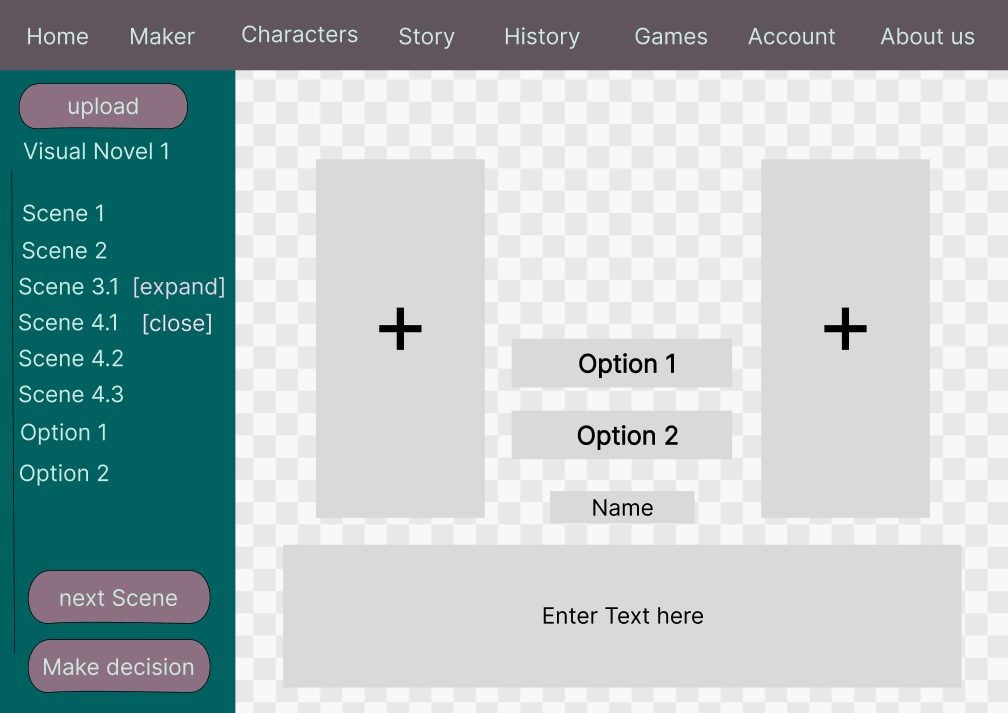 Home Maker Characters Story History Games Account About us
upload
Visual Novel 1
Scene 1
Scene 2
Scene 3.1 [expand]
Scene 4.1 [close]
Scene 4.2
Scene 4.3
Option 1
Option 2
next Scene
Make decision
+ +
Option 1
Option 2
Name
Enter Text here